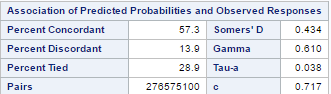 Association of Predicted Probabilities and Observed Responses
Percent Concordant 57.3 Somers' D 0.434
Percent Discordant 13.9 Gamma 0.610
Percent Tied 28.9 Tau-a 0.038
Pairs 276575100 c 0.717